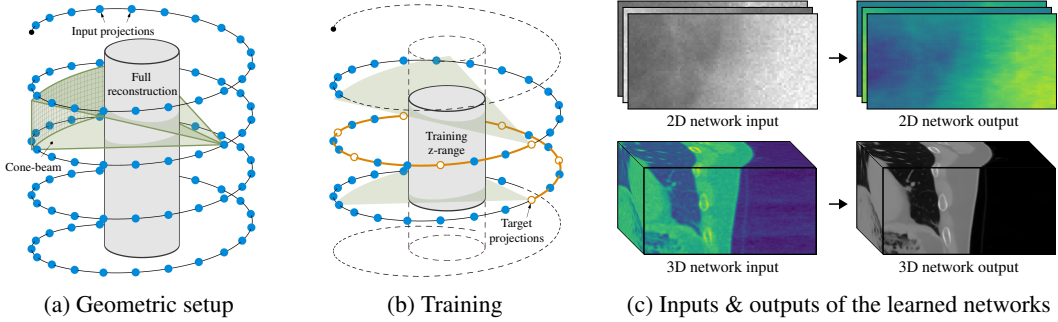 Input projections
Full
reconstruction
Cone-beam
(a) Geometric setup
Training
z-range
Target
projections
(b) Training
2D network input
2D network output
3D network input
3D network output
(c) Inputs & outputs of the learned networks